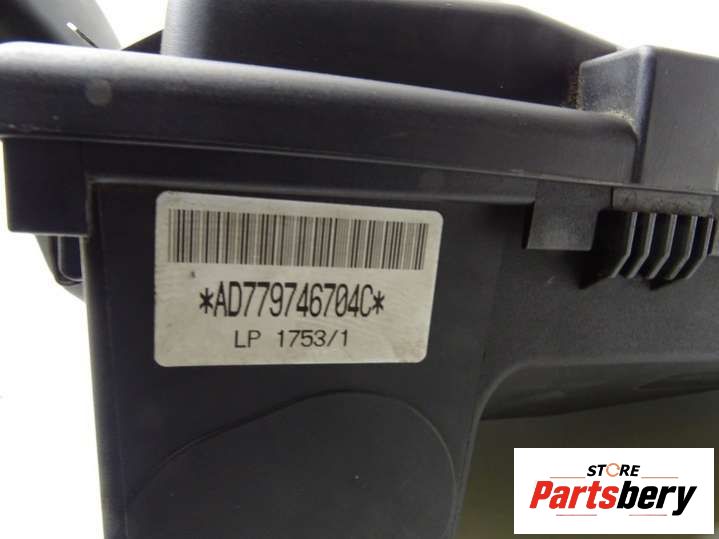 *AD779746704C*
LP 1753/1
STORE
Partsbery